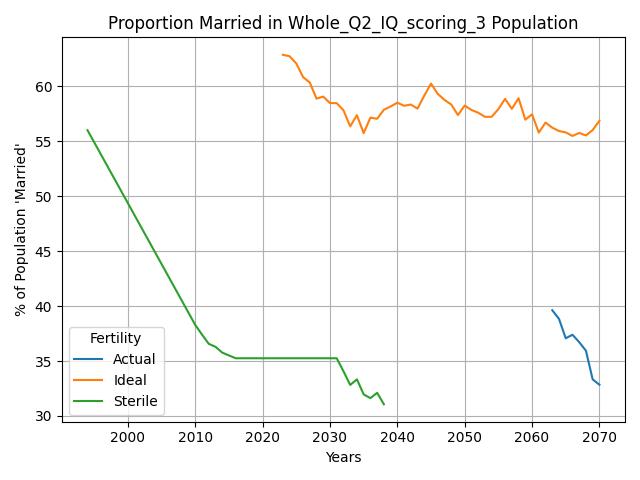 Proportion Married in Whole_Q2_IQ_scoring_3 Population
% of Population 'Married'
60
55
50
45
40
35
30
Fertility
Actual
Ideal
Sterile
2000 2010 2020 2030 2040 2050 2060 2070
Years